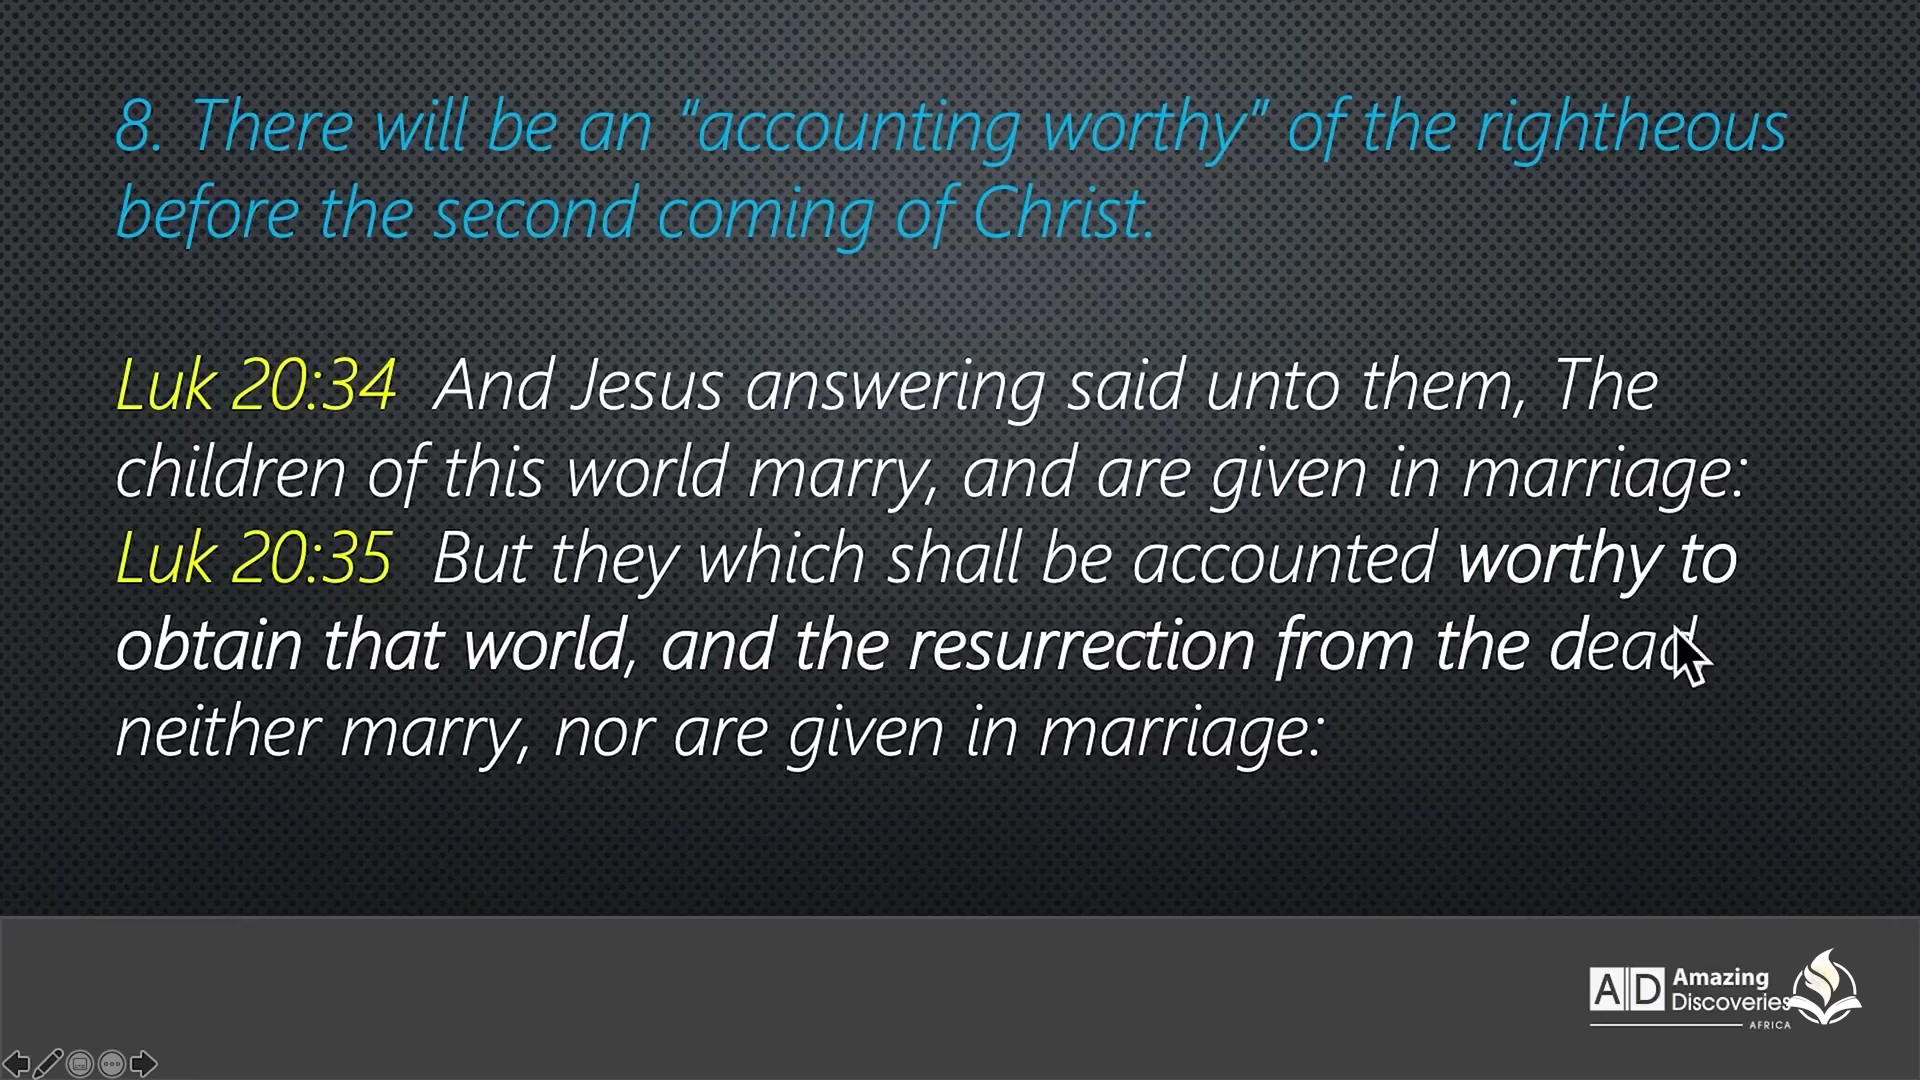 8. There will be an "accounting worthy" of the rightheous
before the second coming of Christ.
Luk 20:34 And Jesus answering said unto them, The
children of this world marry, and are given in marriage:
Luk 20:35 But they which shall be accounted worthy to
obtain that world, and the resurrection from the dead
neither marry, nor are given in marriage:
AD Amazing
Discoveries
AFRICA